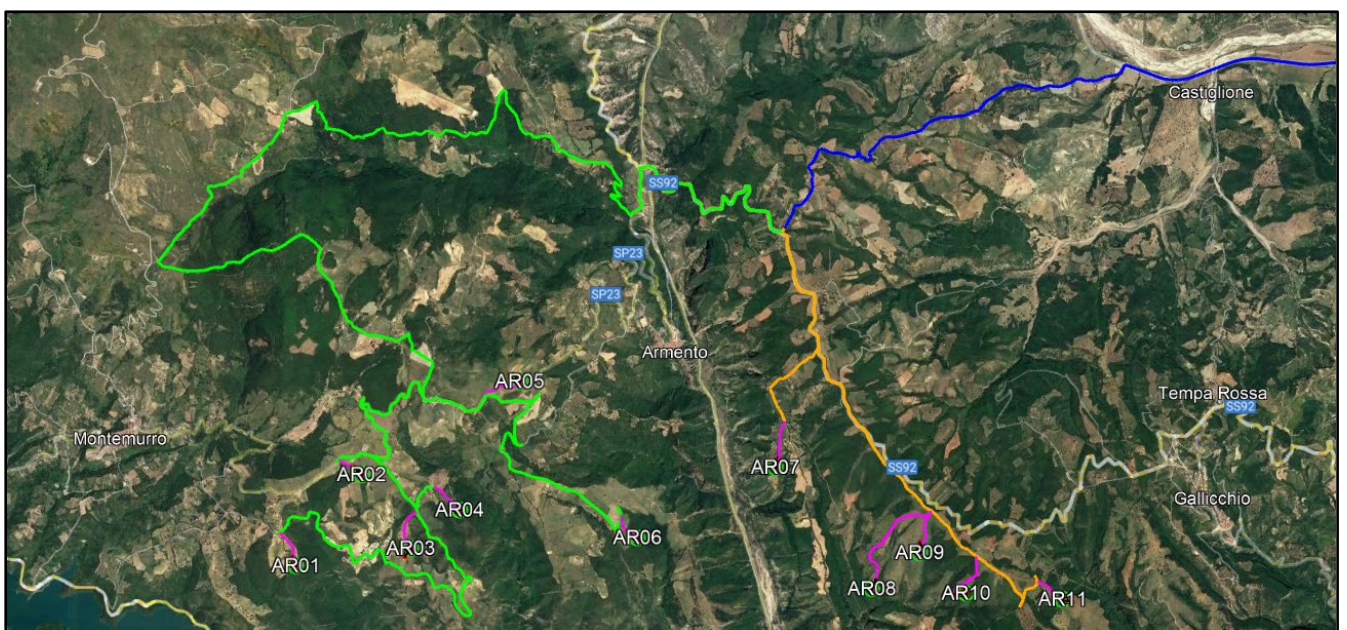 Castiglione
SS92
SP23
SP23
Armento
AR05
Tempa Rossa
SS92
Montemurro
AR02
AR07
SS92
AR04
Gallicchio
AR06
AR03
AR09
AR01
AR08
AR10
AR11